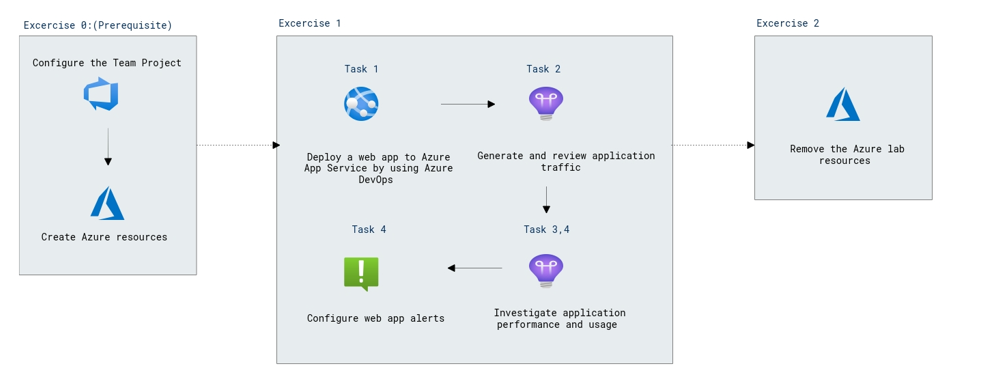 Excercise 0:(Prerequisite)
Configure the Team Project
Create Azure resources
Excercise 1
Task 1
Deploy a web app to Azure
App Service by using Azure
DevOps
Task 2
Generate and review application
traffic
Task 3,4
Investigate application
performance and usage
Task 4
Configure web app alerts
Excercise 2
Remove the Azure lab
resources